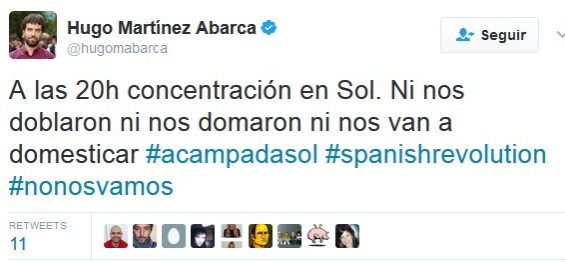 Hugo Martínez Abarca
@hugomabarca
Seguir
A las 20h concentración en Sol. Ni nos
doblaron ni nos domaron ni nos van a
domesticar #acampadasol #spanishrevolution
#nonosvamos
RETWEETS
11